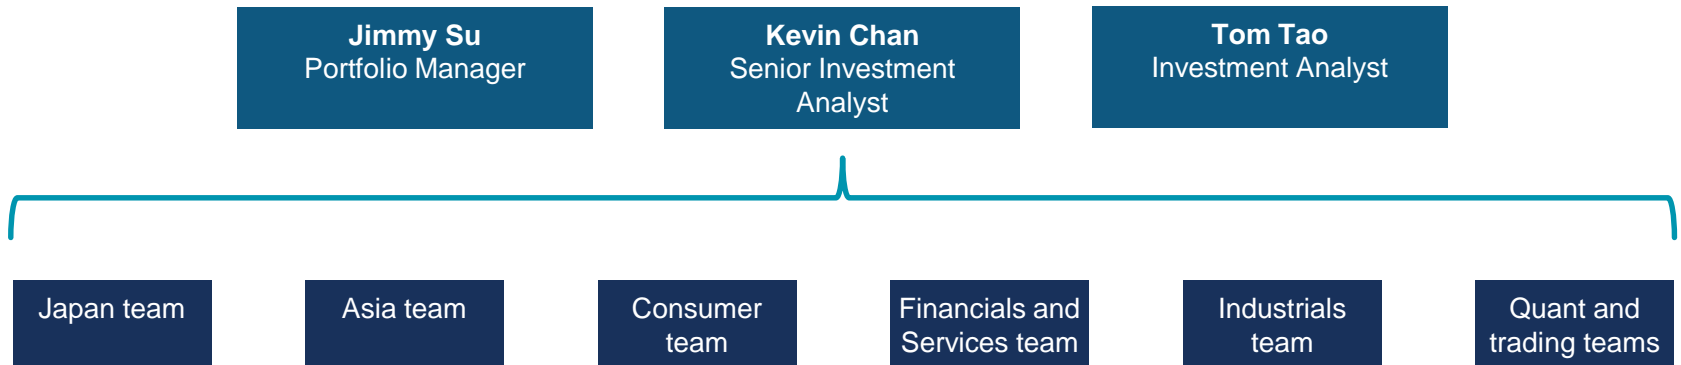 Jimmy Su
Portfolio Manager
Kevin Chan
Senior Investment
Analyst
Tom Tao
Investment Analyst
Japan team
Asia team
Consumer
team
Financials and
Services team
Industrials
team
Quant and
trading teams